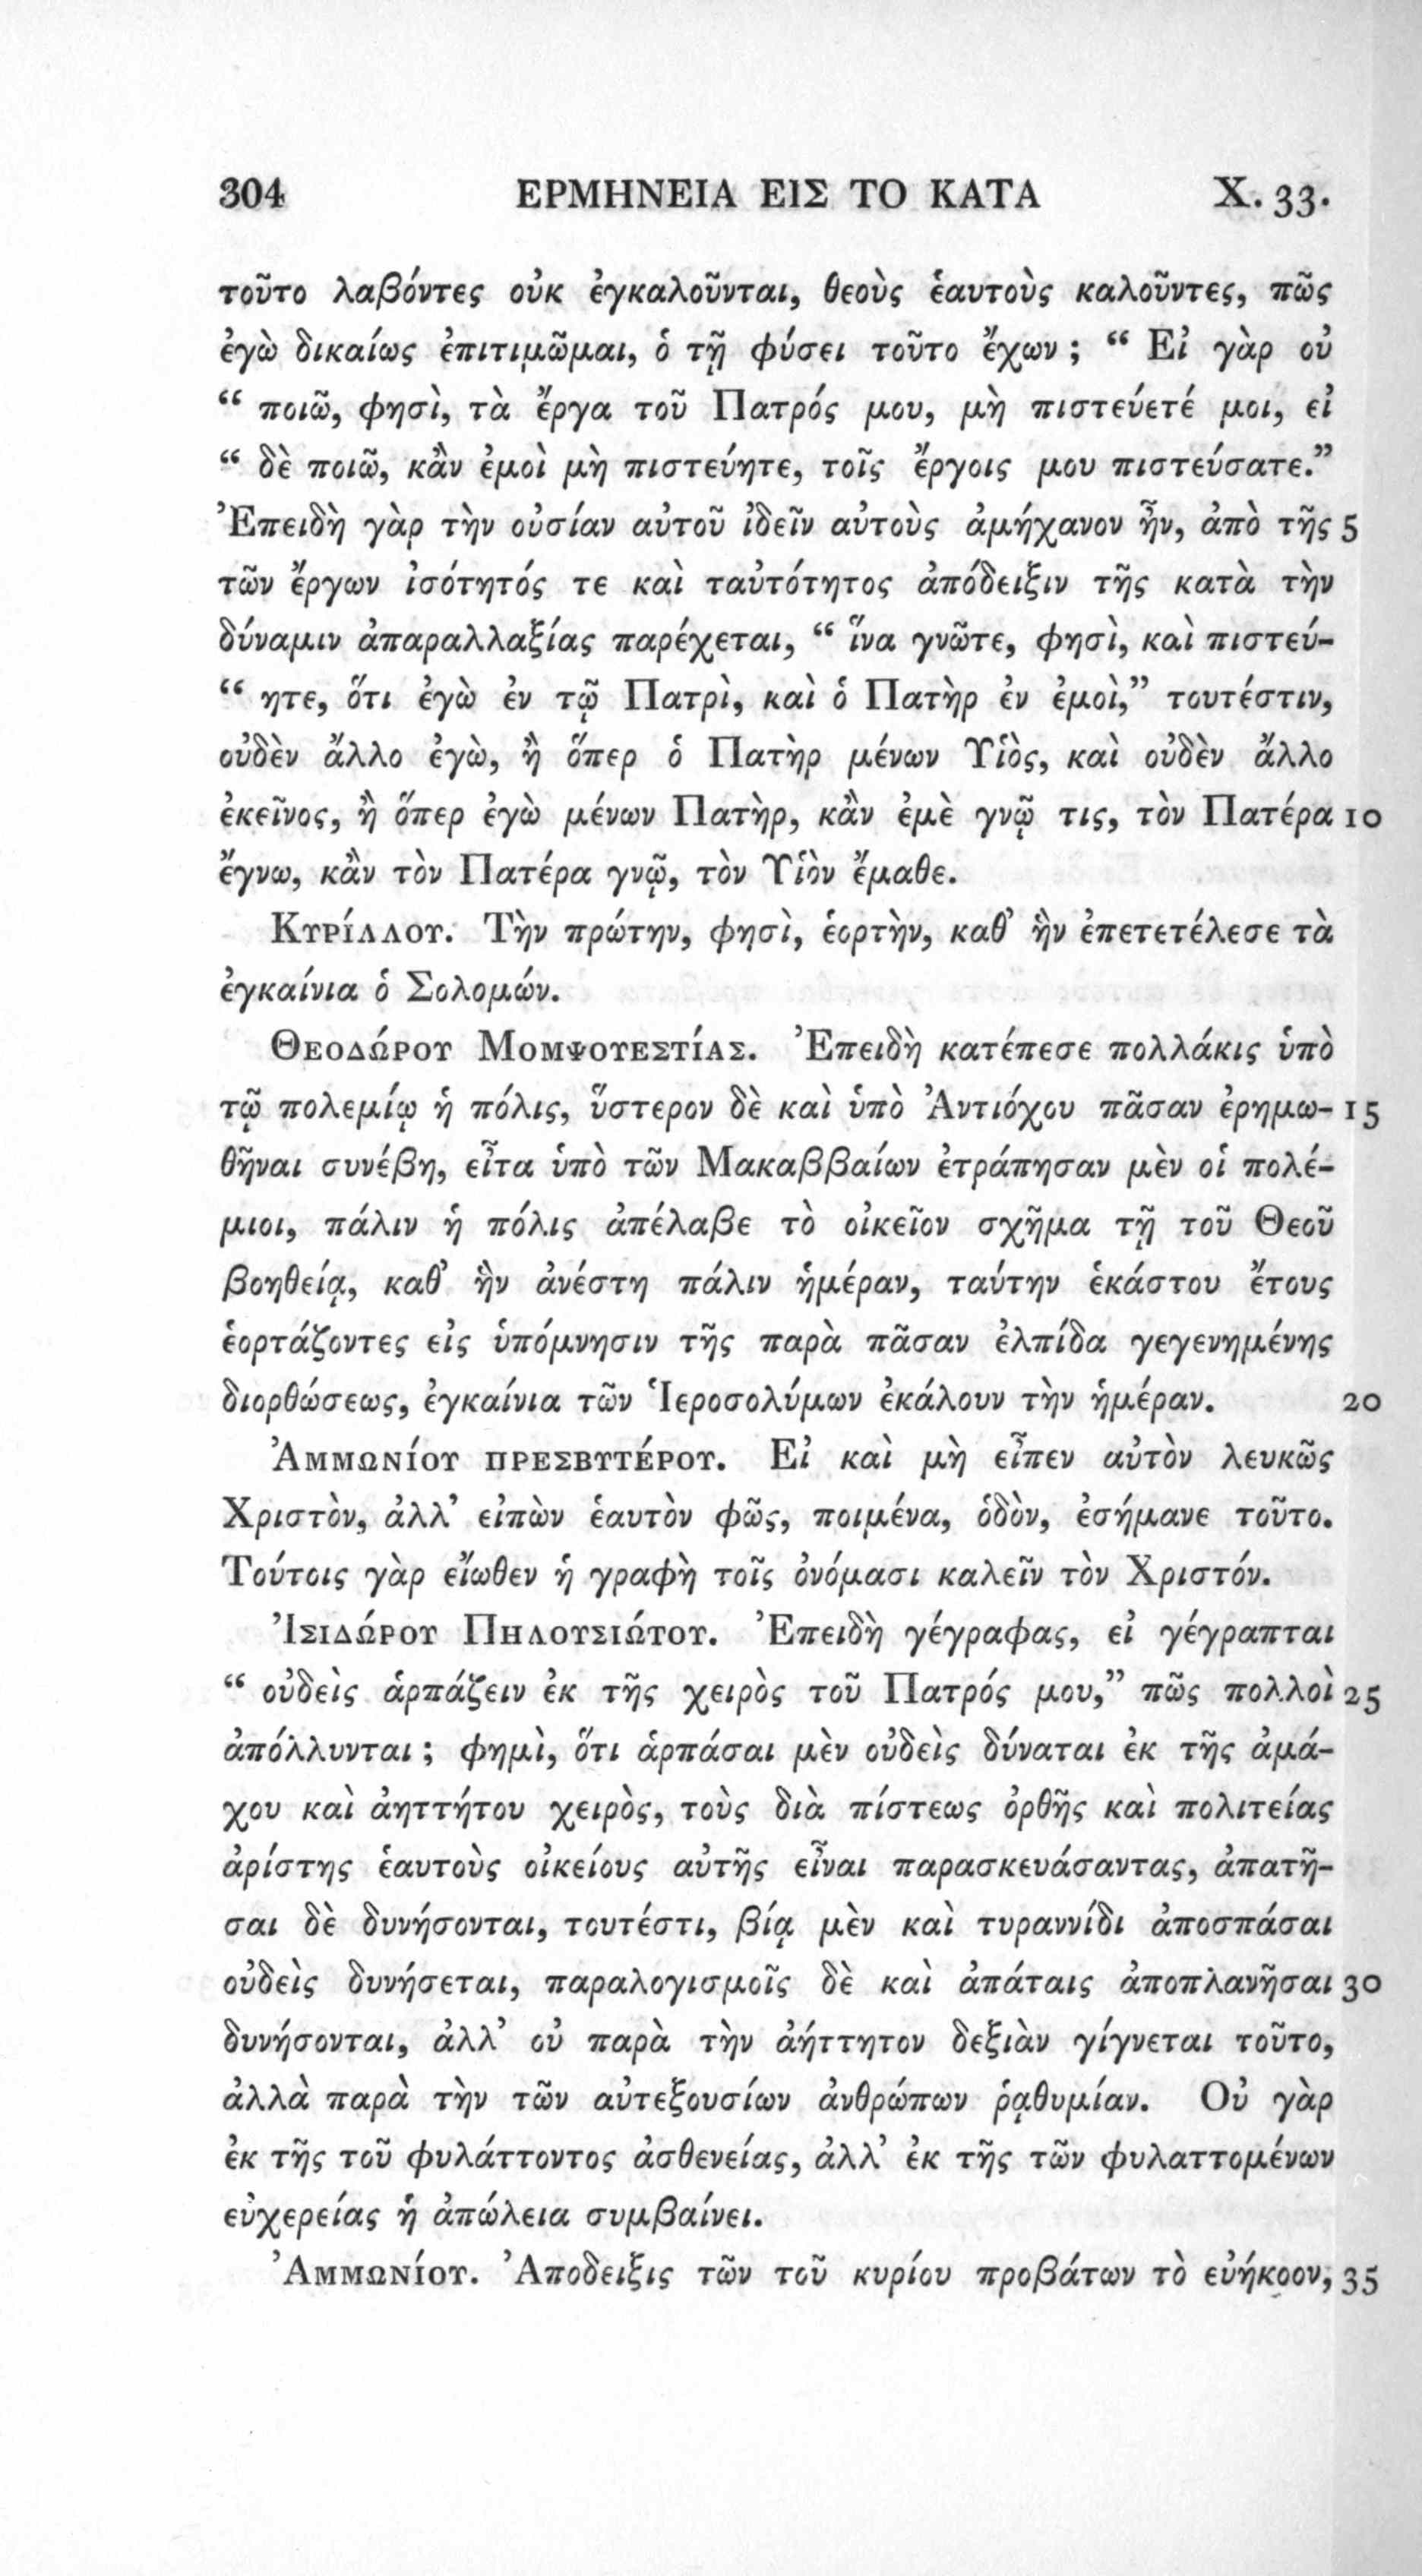 304 ΕΡΜΗΝΕΙΑ ΕΙΣ ΤΟ ΚΑΤΑ X. 33.
τοῦτο λαβόντες οὐκ ἐγκαλοῦνται, θεοὺς ἑαυτοὺς καλοῦντες, πῶς
ἐγὼ δικαίως ἐπιτιμῶμαι, ὁ τῇ φύσει τοῦτο ἔχων ; “ Εἰ γὰρ οὐ
“ ποιῶ, φησὶ, τὰ ἔργα τοῦ Πατρός μου, μὴ πιστεύετέ μοι, εἰ
“ δὲ ποιῶ, κἂν ἐμοὶ μὴ πιστεύητε, τοῖς ἔργοις μου πιστεύσατε.”
Ἐπειδὴ γὰρ τὴν οὐσίαν αὐτοῦ ἰδεῖν αὐτοὺς ἀμήχανον ἦν, ἀπὸ τῆς 5
τῶν ἔργων ἰσότητός τε καὶ ταὐτότητος ἀπόδειξιν τῆς κατὰ τὴν
δύναμιν ἀπαραλλαξίας παρέχεται, “ ἵνα γνῶτε, φησὶ, καὶ πιστεύ-
“ ητε, ὅτι ἐγὼ ἐν τῷ Πατρὶ, καὶ ὁ Πατὴρ ἐν ἐμοὶ,” τουτέστιν,
οὐδὲν ἄλλο ἐγὼ, ἢ ὅπερ ὁ Πατὴρ μένων Υἱὸς, καὶ οὐδὲν ἄλλο
ἐκεῖνος, ἢ ὅπερ ἐγὼ μένων Πατὴρ, κἂν ἐμὲ γνῷ τις, τὸν Πατέρα 10
ἔγνω, κἂν τὸν Πατέρα γνῷ, τὸν Υἱὸν ἔμαθε.
Κυρίλλου. Τὴν πρώτην, φησὶ, ἑορτὴν, καθ’ ἣν ἐπετετέλεσε τὰ
ἐγκαίνια ὁ Σολομών.
Θεοδώρου Μομψουεστίας. Ἐπειδὴ κατέπεσε πολλάκις ὑπὸ
τῷ πολεμίῳ ἡ πόλις, ὕστερον δὲ καὶ ὑπὸ Ἀντιόχου πᾶσαν ἐρημω- 15
θῆναι συνέβη, εἶτα ὑπὸ τῶν Μακαββαίων ἐτράπησαν μὲν οἱ πολέ-
μιοι, πάλιν ἡ πόλις ἀπέλαβε τὸ οἰκεῖον σχῆμα τῇ τοῦ Θεοῦ
βοηθείᾳ, καθ’ ἣν ἀνέστη πάλιν ἡμέραν, ταύτην ἑκάστου ἔτους
ἑορτάζοντες εἰς ὑπόμνησιν τῆς παρὰ πᾶσαν ἐλπίδα γεγενημένης
διορθώσεως, ἐγκαίνια τῶν Ἱεροσολύμων ἐκάλουν τὴν ἡμέραν. 20
Ἀμμωνίου πρεσβυτέρου. Εἰ καὶ μὴ εἶπεν αὐτὸν λευκῶς
Χριστὸν, ἀλλ’ εἰπὼν ἑαυτὸν φῶς, ποιμένα, ὁδὸν, ἐσήμανε τοῦτο.
Τούτοις γὰρ εἴωθεν ἡ γραφὴ τοῖς ὀνόμασι καλεῖν τὸν Χριστόν.
Ἰσιδώρου Πηλουσιώτου. Ἐπειδὴ γέγραφας, εἰ γέγραπται
“ οὐδεὶς ἁρπάζειν ἐκ τῆς χειρὸς τοῦ Πατρός μου,” πῶς πολλοὶ 25
ἀπόλλυνται ; φημὶ, ὅτι ἁρπάσαι μὲν οὐδεὶς δύναται ἐκ τῆς ἀμά-
χου καὶ ἀηττήτου χειρὸς, τοὺς διὰ πίστεως ὀρθῆς καὶ πολιτείας
ἀρίστης ἑαυτοὺς οἰκείους αὐτῆς εἶναι παρασκευάσαντας, ἀπατῆ-
σαι δὲ δυνήσονται, τουτέστι, βίᾳ μὲν καὶ τυραννίδι ἀποσπάσαι
οὐδεὶς δυνήσεται, παραλογισμοῖς δὲ καὶ ἀπάταις ἀποπλανῆσαι 30
δυνήσονται, ἀλλ’ οὐ παρὰ τὴν ἀήττητον δεξιὰν γίγνεται τοῦτο,
ἀλλὰ παρὰ τὴν τῶν αὐτεξουσίων ἀνθρώπων ῥᾳθυμίαν. Οὐ γὰρ
ἐκ τῆς τοῦ φυλάττοντος ἀσθενείας, ἀλλ’ ἐκ τῆς τῶν φυλαττομένων
εὐχερείας ἡ ἀπώλεια συμβαίνει.
Ἀμμωνίου. Ἀποδειξις τῶν τοῦ κυρίου προβάτων τὸ εὐήκοον, 35